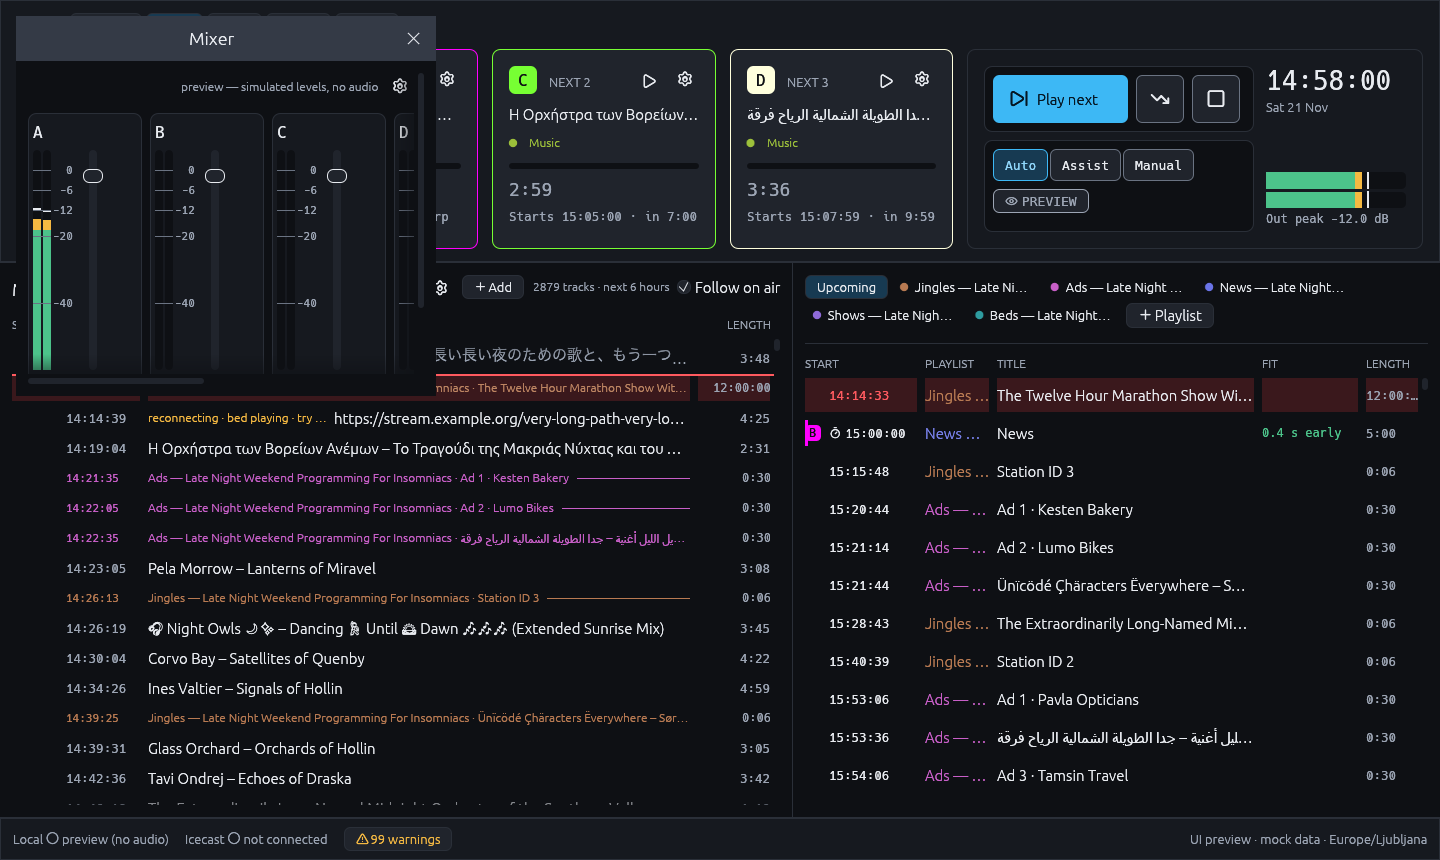 Mixer
preview — simulated levels, no audio
A
0
-6
-12
-20
-40
B
0
-6
-12
-20
-40
C
0
-6
-12
-20
-40
D
C NEXT 2
Η Ορχήστρα των Βορείων…
Music
2:59
Starts 15:05:00 · in 7:00
D NEXT 3
جدا الطويلة الشمالية الرياح فرقة…
Music
3:36
Starts 15:07:59 · in 9:59
Play next
Auto Assist Manual
PREVIEW
14:58:00
Sat 21 Nov
Out peak -12.0 dB
+ Add 2879 tracks · next 6 hours Follow on air
LENGTH
長い長い夜のための歌と、もう一つ… 3:48
· The Twelve Hour Marathon Show Wit… 12:00:00
14:14:39 reconnecting · bed playing · try … https://stream.example.org/very-long-path-very-lo… 4:25
14:19:04 Η Ορχήστρα των Βορείων Ανέμων – Το Τραγούδι της Μακριάς Νύχτας και του … 2:31
14:21:35 Ads — Late Night Weekend Programming For Insomniacs · Ad 1 · Kesten Bakery 0:30
14:22:05 Ads — Late Night Weekend Programming For Insomniacs · Ad 2 · Lumo Bikes 0:30
14:22:35 Ads — Late Night Weekend Programming For Insomniacs · جدا الطويلة الشمالية الرياح فرقة – أغنية الليل… 0:30
14:23:05 Pela Morrow – Lanterns of Miravel 3:08
14:26:13 Jingles — Late Night Weekend Programming For Insomniacs · Station ID 3 0:06
14:26:19 🎧 Night Owls 🌙✨ – Dancing 💃 Until 🌅 Dawn 🎶🎶🎶 (Extended Sunrise Mix) 3:45
14:30:04 Corvo Bay – Satellites of Quenby 4:22
14:34:26 Ines Valtier – Signals of Hollin 4:59
14:39:25 Jingles — Late Night Weekend Programming For Insomniacs · Ünïcödé Çhäracters Ëverywhere – Sør… 0:06
14:39:31 Glass Orchard – Orchards of Hollin 3:05
14:42:36 Tavi Ondrej – Echoes of Draska 3:42
Upcoming Jingles — Late Ni… Ads — Late Night … News — Late Night…
Shows — Late Nigh… Beds — Late Night… + Playlist
START PLAYLIST TITLE FIT LENGTH
14:14:33 Jingles … The Twelve Hour Marathon Show Wi… 12:00:…
B 15:00:00 News … News 0.4 s early 5:00
15:15:48 Jingles … Station ID 3 0:06
15:20:44 Ads — … Ad 1 · Kesten Bakery 0:30
15:21:14 Ads — … Ad 2 · Lumo Bikes 0:30
15:21:44 Ads — … Ünïcödé Çhäracters Ëverywhere – S… 0:30
15:28:43 Jingles … The Extraordinarily Long-Named Mi… 0:06
15:40:39 Jingles … Station ID 2 0:06
15:53:06 Ads — … Ad 1 · Pavla Opticians 0:30
15:53:36 Ads — … جدا الطويلة الشمالية الرياح فرقة – أغنية… 0:30
15:54:06 Ads — … Ad 3 · Tamsin Travel 0:30
Local preview (no audio) Icecast not connected 99 warnings
UI preview · mock data · Europe/Ljubljana